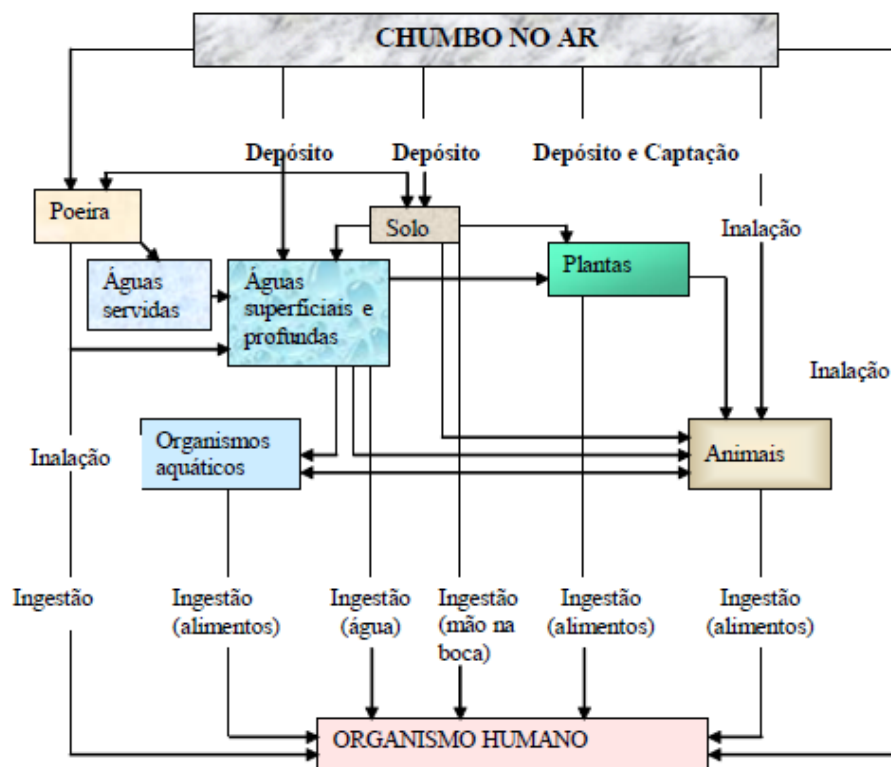 CHUMBO NO AR
Depósito
Depósito
Depósito e Captação
Poeira
Solo
Inalação
Águas
servidas
Águas
superficiais e
profundas
Plantas
Inalação
Organismos
aquáticos
Inalação
Animais
Ingestão
Ingestão
(alimentos)
Ingestão
(água)
Ingestão
(mão na
boca)
Ingestão
(alimentos)
Ingestão
(alimentos)
ORGANISMO HUMANO